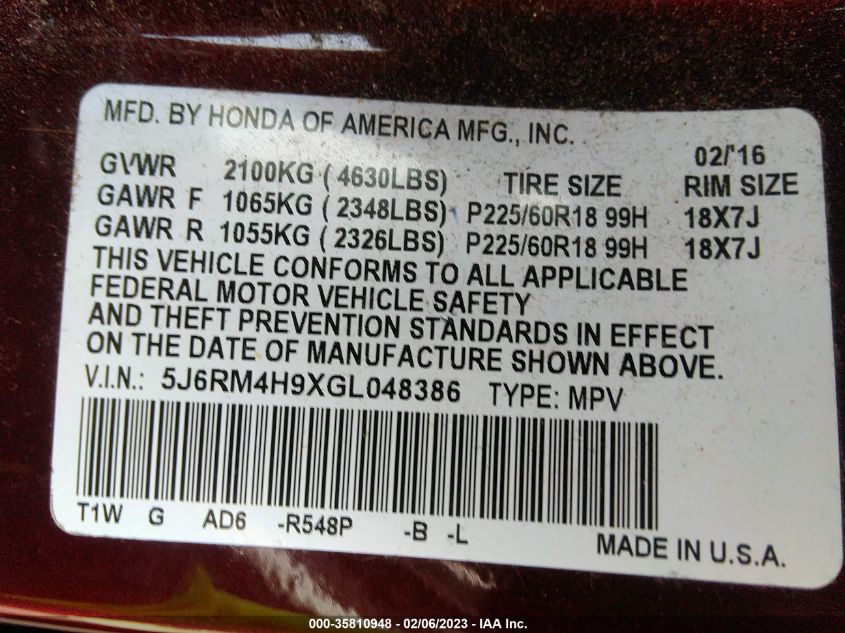 MFD. BY HONDA OF AMERICA MFG., INC.
02/'16
GVWR 2100KG ( 4630LBS) TIRE SIZE RIM SIZE
GAWR F 1065KG ( 2348LBS) P225/60R18 99H 18X7J
GAWR R 1055KG ( 2326LBS) P225/60R18 99H 18X7J
THIS VEHICLE CONFORMS TO ALL APPLICABLE
FEDERAL MOTOR VEHICLE SAFETY
AND THEFT PREVENTION STANDARDS IN EFFECT
ON THE DATE OF MANUFACTURE SHOWN ABOVE.
V.I.N.: 5J6RM4H9XGL048386 TYPE: MPV
T1W G AD6 -R548P -B -L
MADE IN U.S.A.
000-35810948 - 02/06/2023 - © IAA Inc.